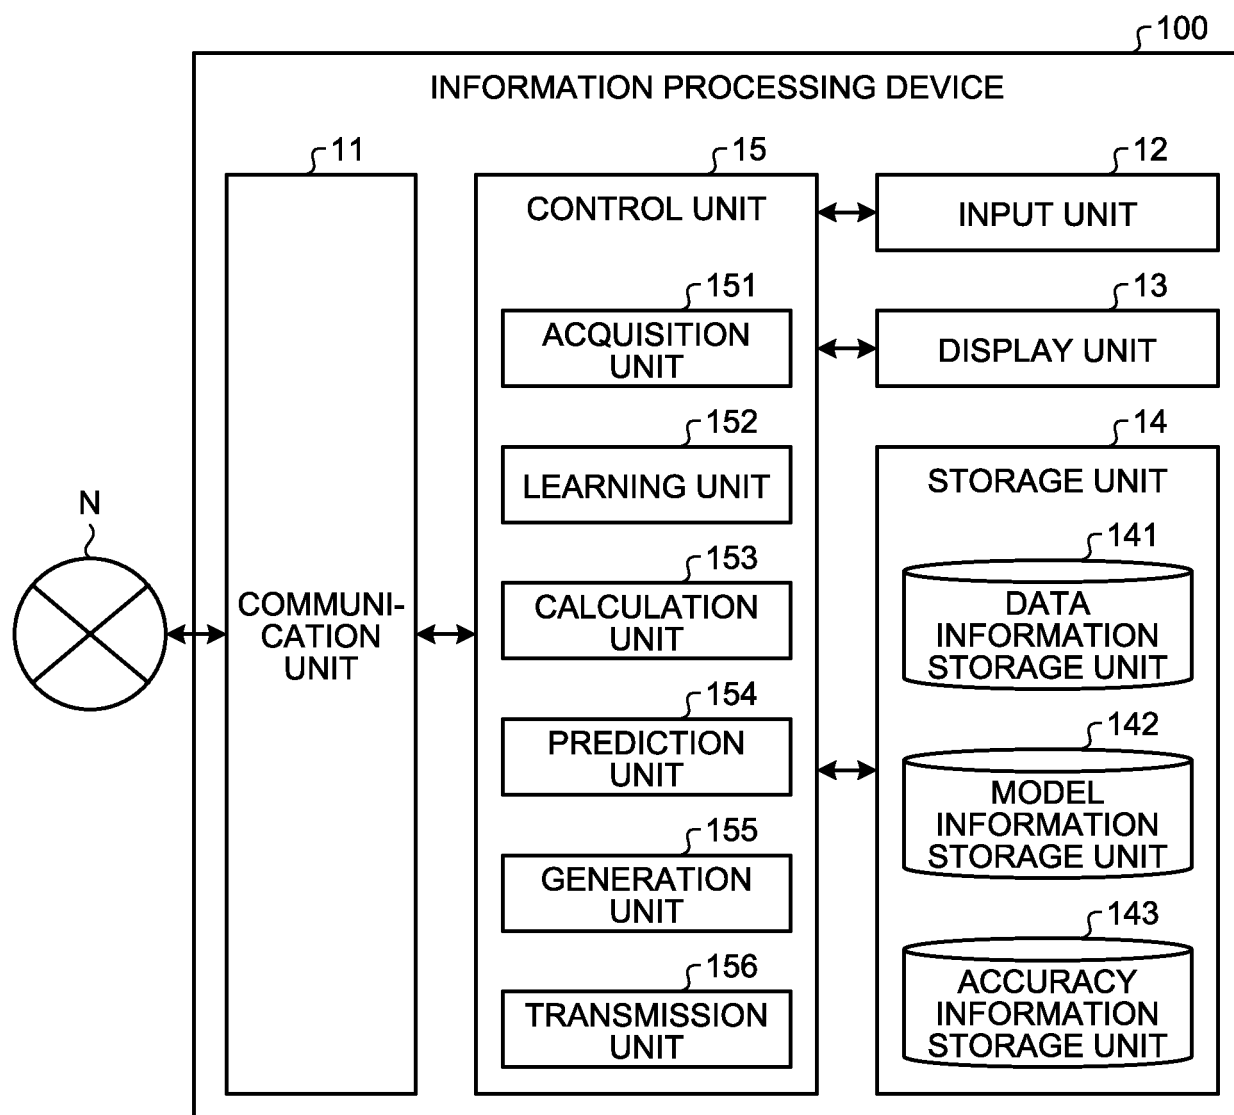 100
INFORMATION PROCESSING DEVICE
11
15
12
CONTROL UNIT
INPUT UNIT
151
ACQUISITION
UNIT
13
DISPLAY UNIT
152
LEARNING UNIT
14
STORAGE UNIT
N
COMMUNI-
CATION
UNIT
153
CALCULATION
UNIT
141
DATA
INFORMATION
STORAGE UNIT
154
PREDICTION
UNIT
142
MODEL
INFORMATION
STORAGE UNIT
155
GENERATION
UNIT
143
ACCURACY
INFORMATION
STORAGE UNIT
156
TRANSMISSION
UNIT